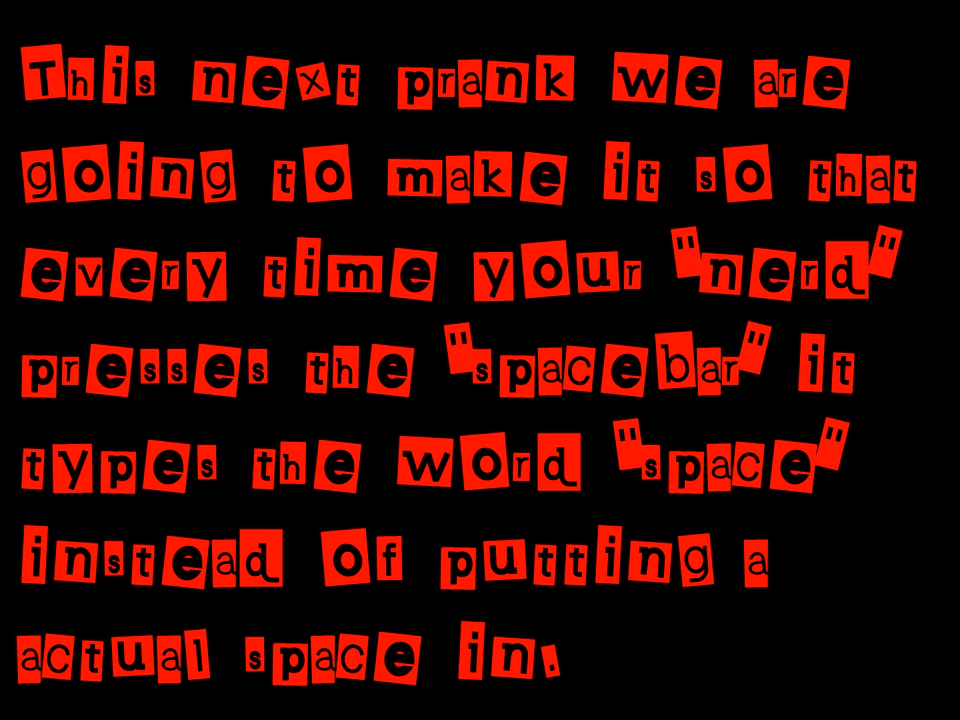 This next prank we are
going to make it so that
every time your "nerd"
presses the "spacebar" it
types the word "space"
instead of putting a
actual space in.